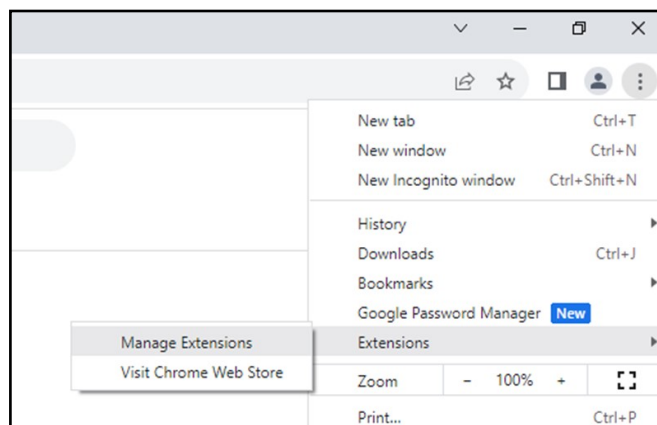 New tab Ctrl+T
New window Ctrl+N
New Incognito window Ctrl+Shift+N
History
Downloads Ctrl+J
Bookmarks
Google Password Manager New
Extensions
Manage Extensions
Visit Chrome Web Store
Zoom - 100% +
Print... Ctrl+P